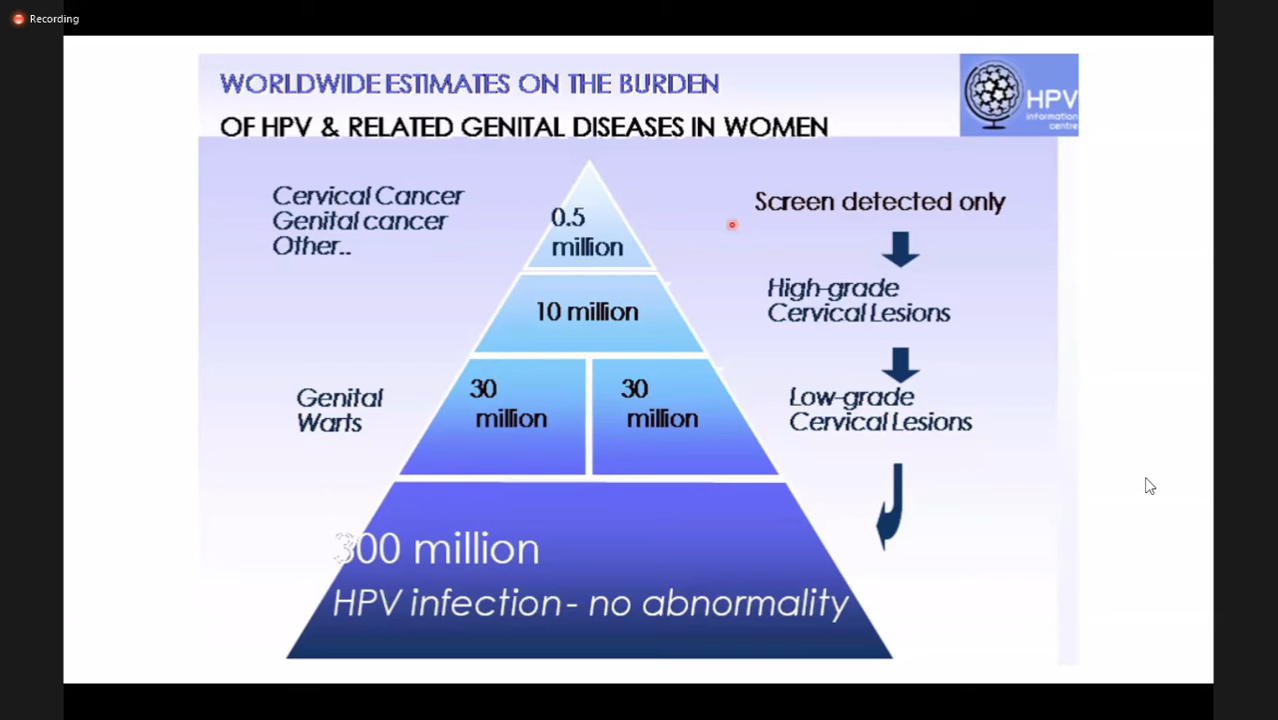 Recording
WORLDWIDE ESTIMATES ON THE BURDEN
OF HPV & RELATED GENITAL DISEASES IN WOMEN
HPV
information
centre
Cervical Cancer
Genital cancer
Other..
0.5
million
Screen detected only
10 million
High-grade
Cervical Lesions
Genital
Warts
30
million
30
million
Low-grade
Cervical Lesions
300 million
HPV infection - no abnormality